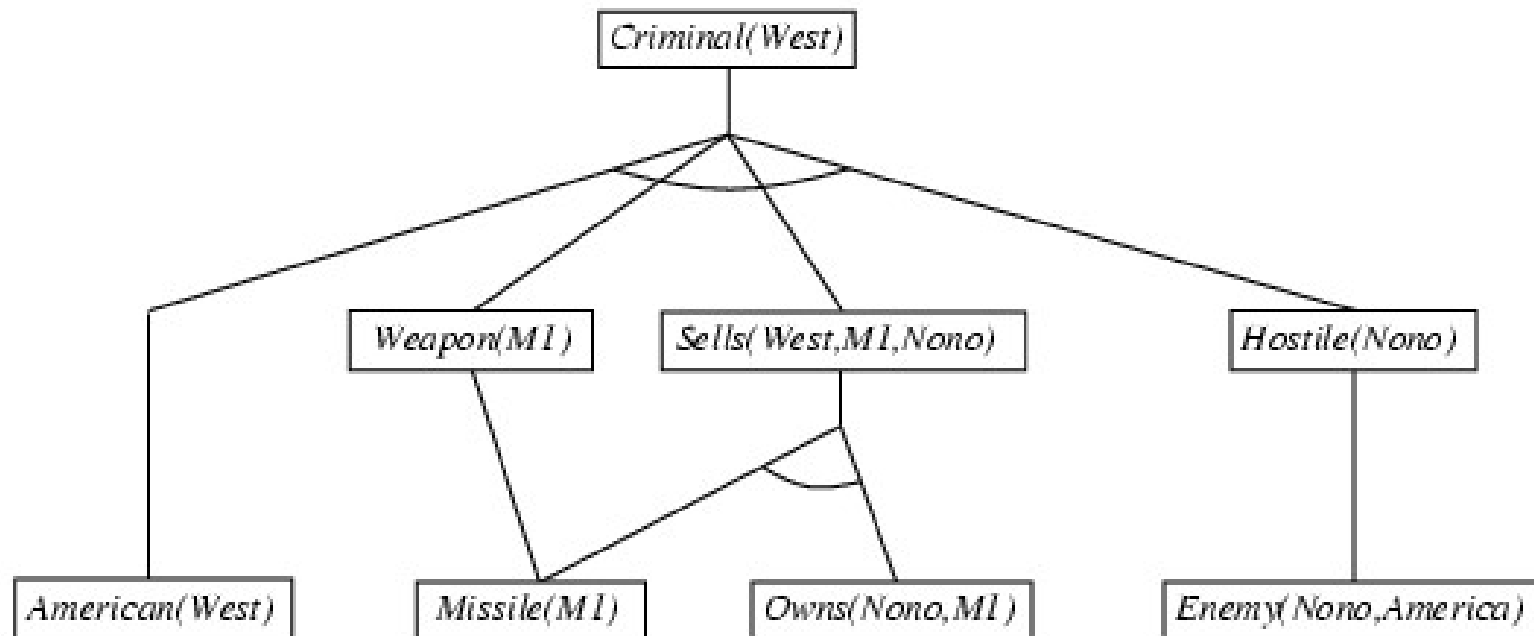 Criminal(West)
Weapon(M1)
Sells(West,M1,Nono)
Hostile(Nono)
American(West)
Missile(M1)
Owns(Nono,M1)
Enemy(Nono,America)